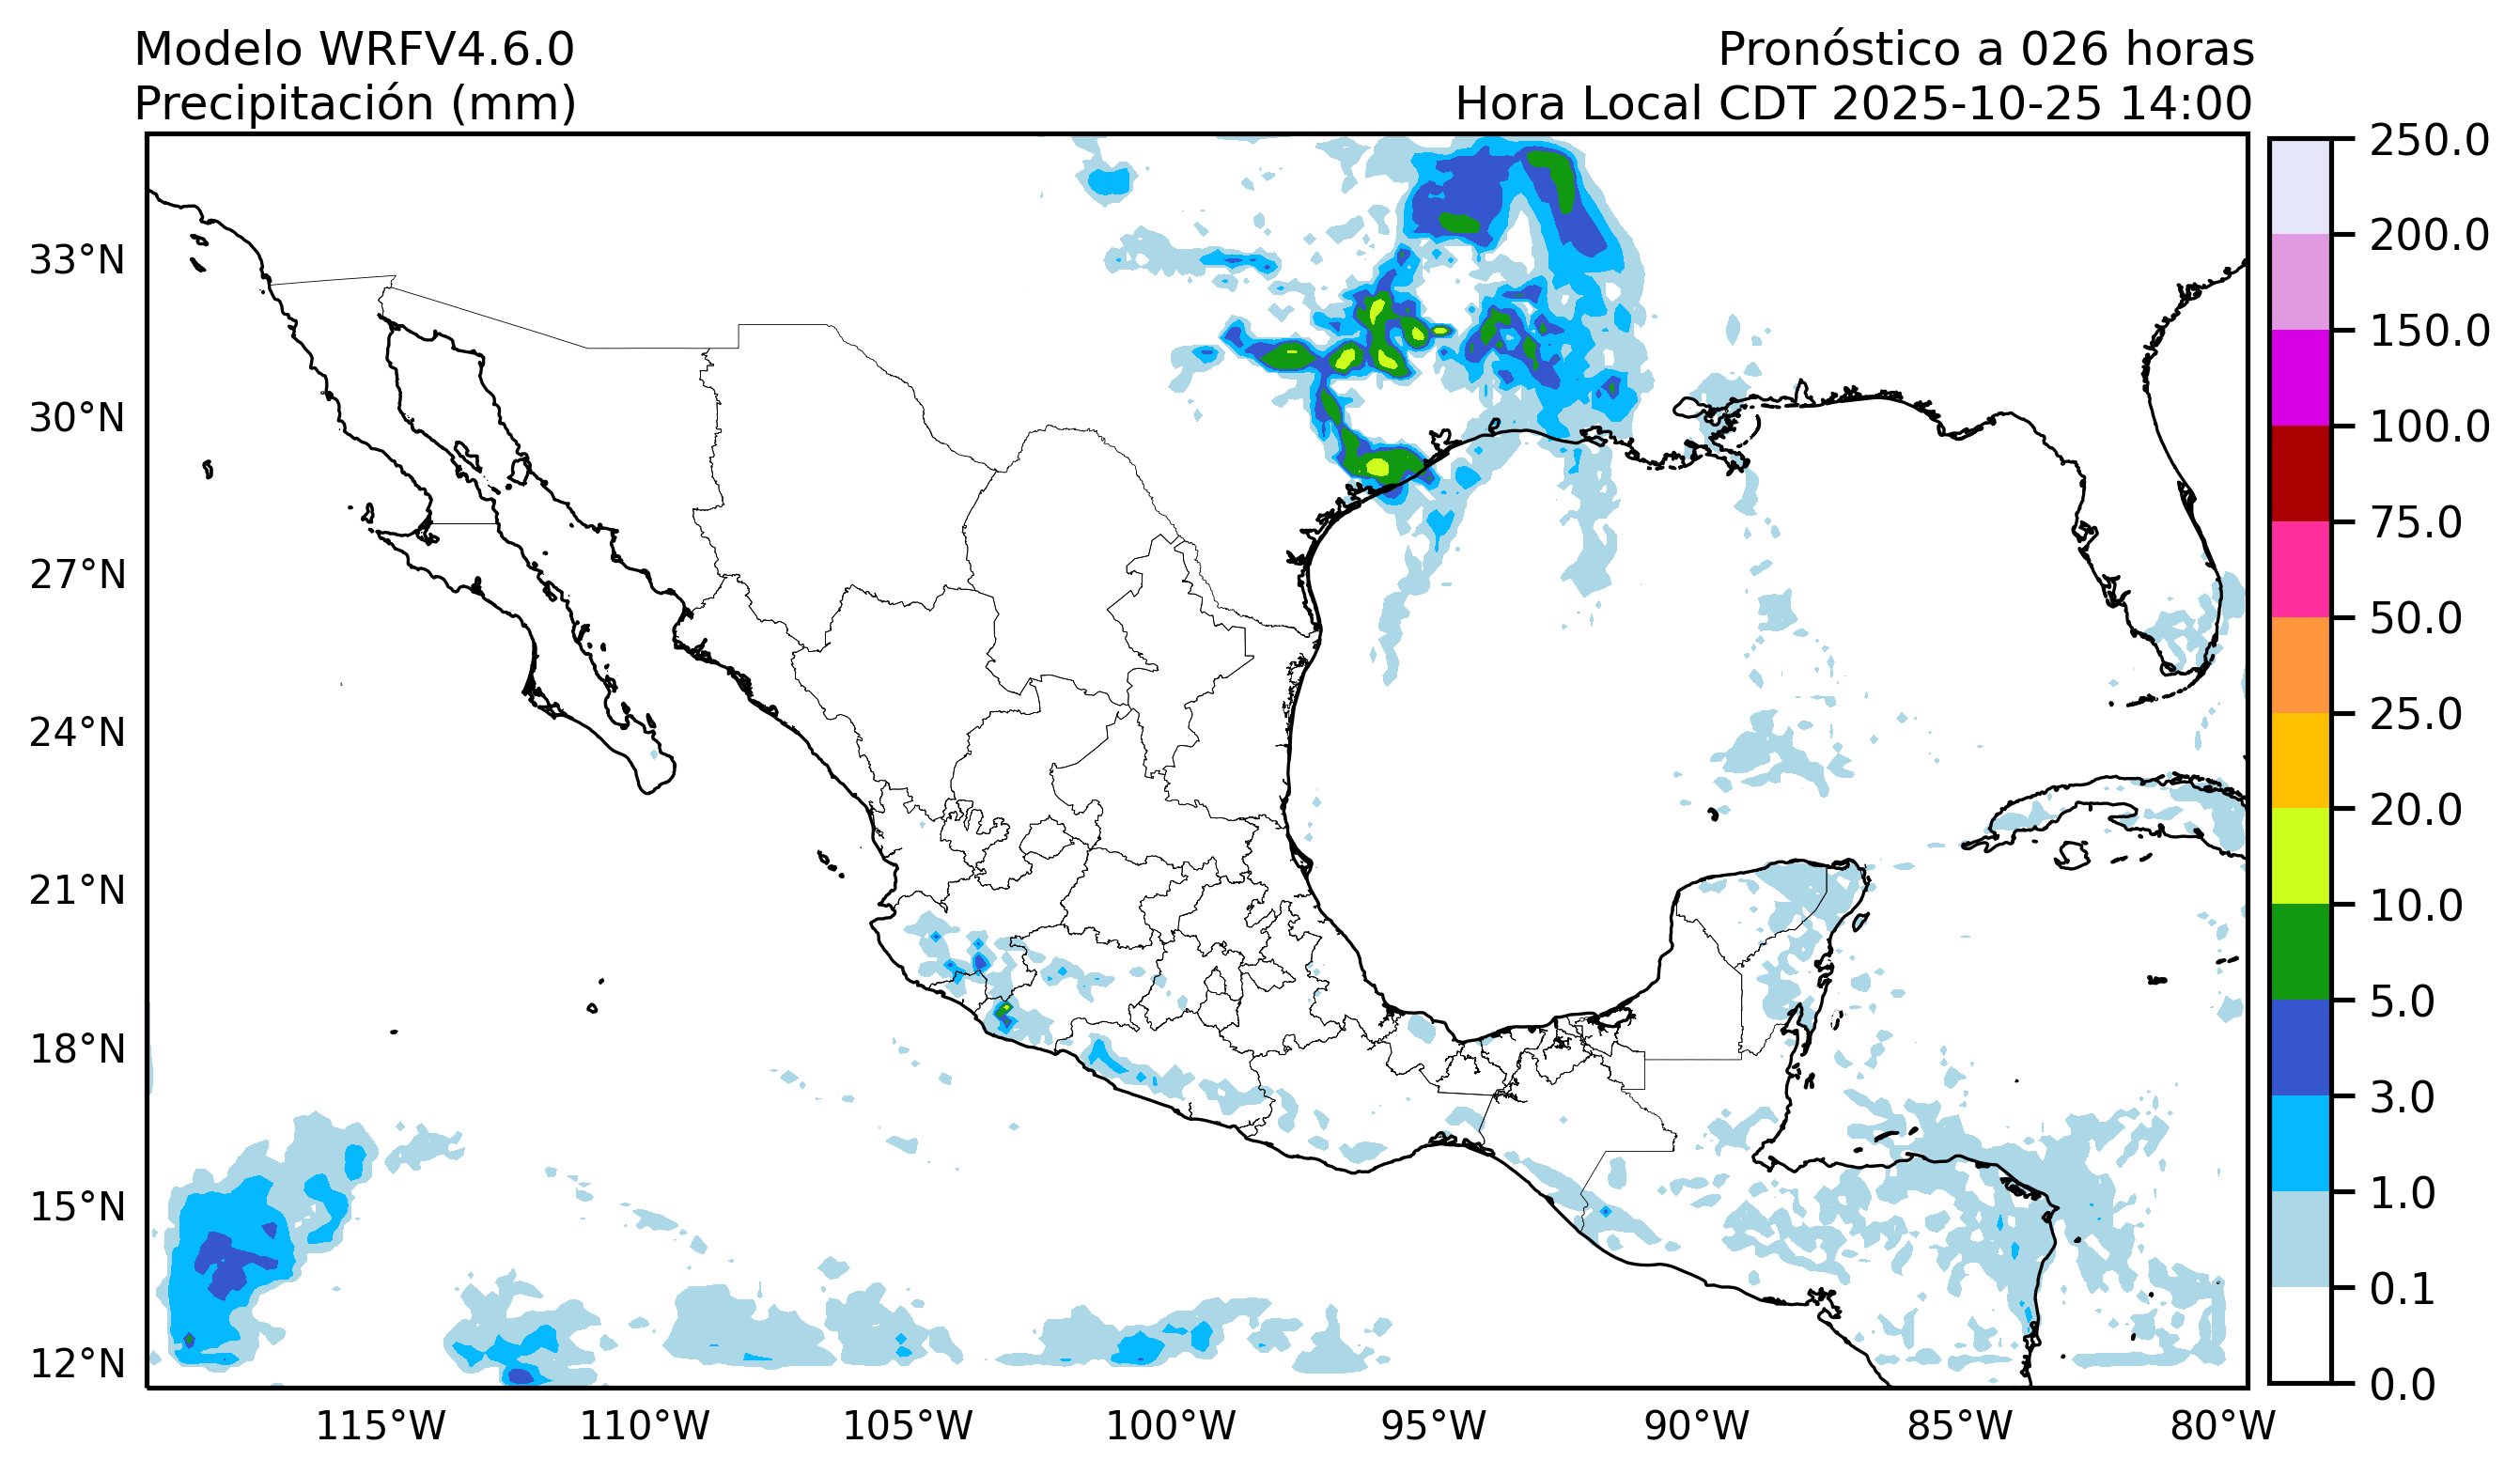 Modelo WRFV4.6.0
Precipitación (mm)
Pronóstico a 026 horas
Hora Local CDT 2025-10-25 14:00
33°N
30°N
27°N
24°N
21°N
18°N
15°N
12°N
115°W
110°W
105°W
100°W
95°W
90°W
85°W
80°W
250.0
200.0
150.0
100.0
75.0
50.0
25.0
20.0
10.0
5.0
3.0
1.0
0.1
0.0